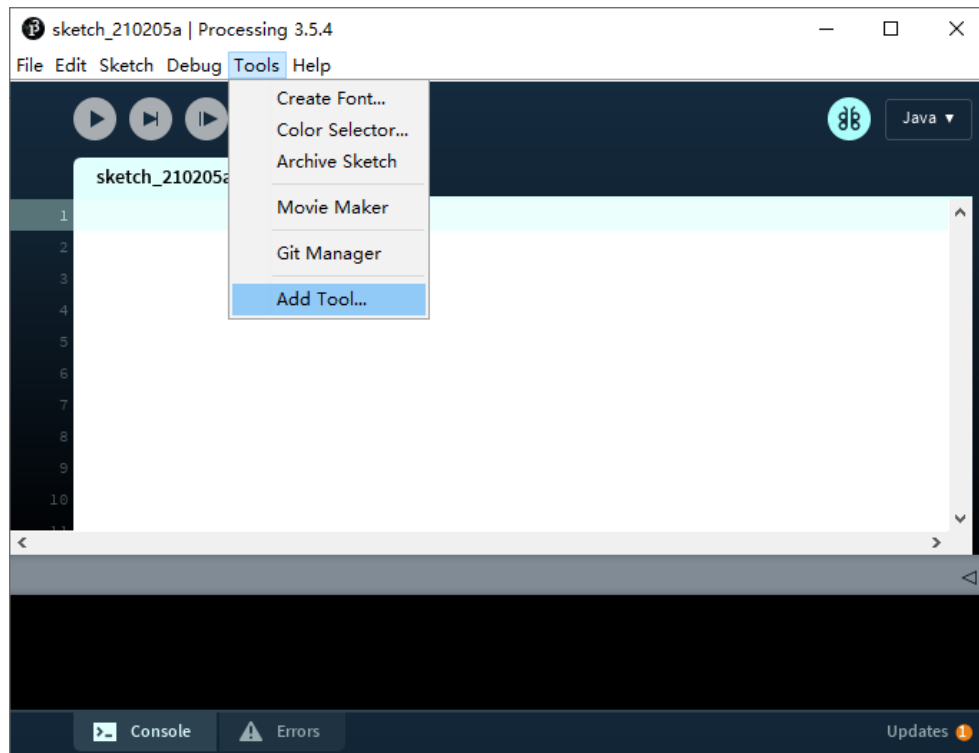 sketch_210205a | Processing 3.5.4
File Edit Sketch Debug Tools Help
Create Font...
Color Selector...
Archive Sketch
Movie Maker
Git Manager
Add Tool...
Java
sketch_210205a
1
2
3
4
5
6
7
8
9
10
11
Console
Errors
Updates 1